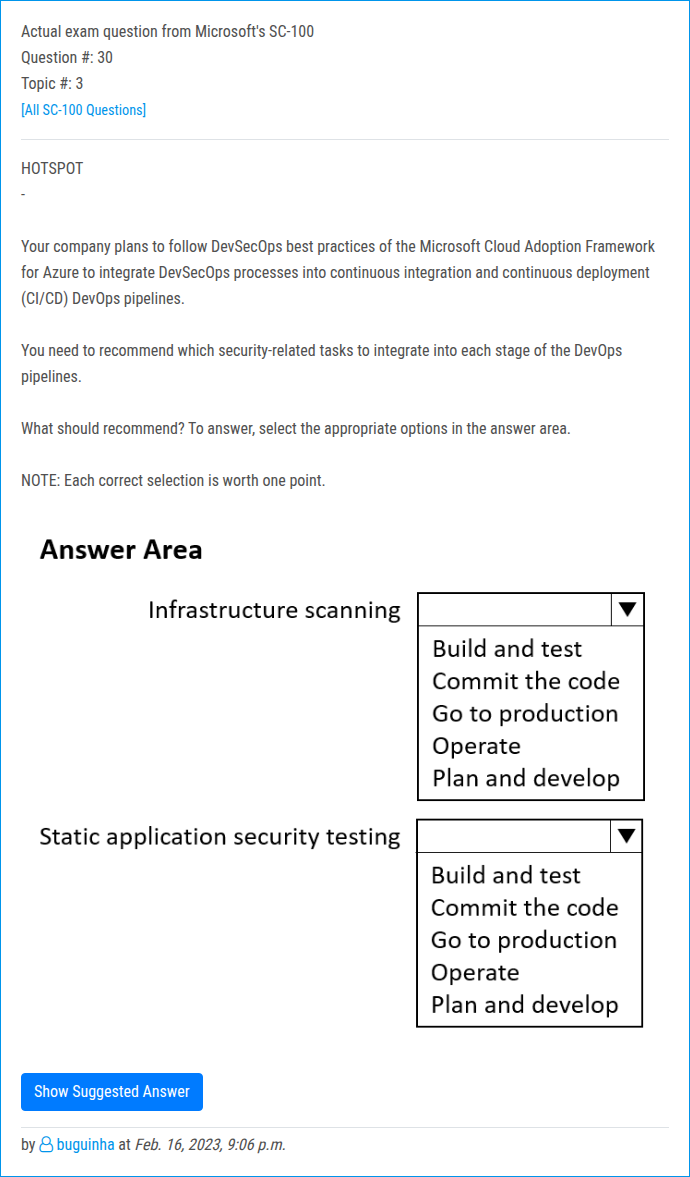 Actual exam question from Microsoft's SC-100
Question #: 30
Topic #: 3
[All SC-100 Questions]
HOTSPOT
-
Your company plans to follow DevSecOps best practices of the Microsoft Cloud Adoption Framework
for Azure to integrate DevSecOps processes into continuous integration and continuous deployment
(CI/CD) DevOps pipelines.
You need to recommend which security-related tasks to integrate into each stage of the DevOps
pipelines.
What should recommend? To answer, select the appropriate options in the answer area.
NOTE: Each correct selection is worth one point.
Answer Area
Infrastructure scanning
Build and test
Commit the code
Go to production
Operate
Plan and develop
Static application security testing
Build and test
Commit the code
Go to production
Operate
Plan and develop
Show Suggested Answer
by buguinha at Feb. 16, 2023, 9:06 p.m.